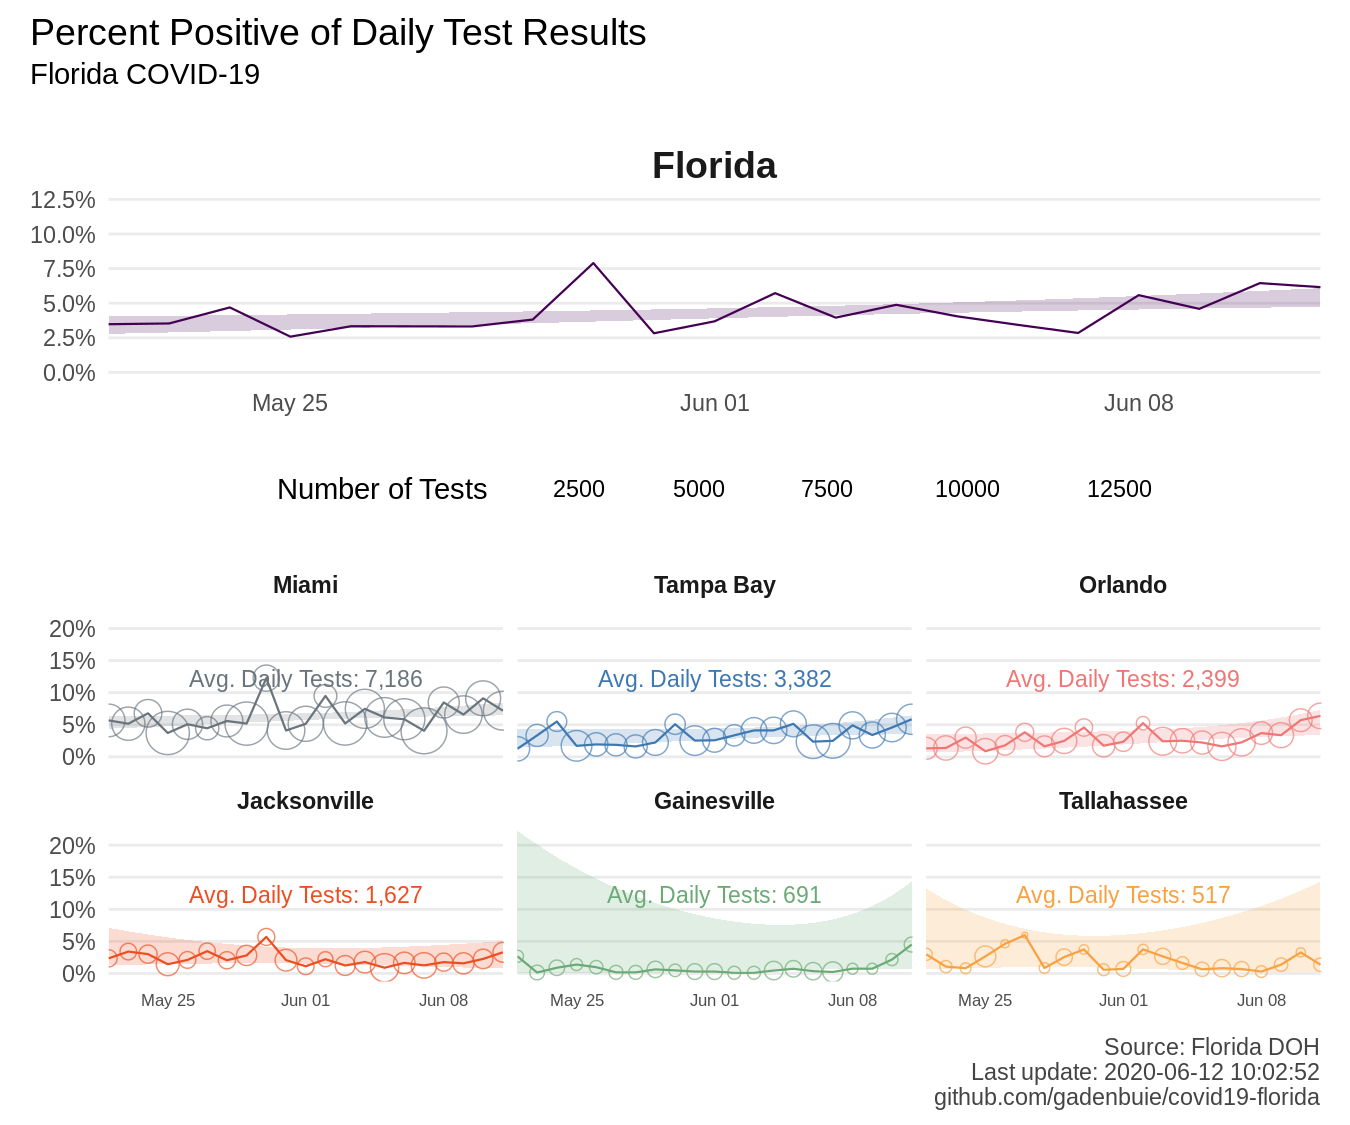 Percent Positive of Daily Test Results
Florida COVID-19
Florida
12.5%
10.0%
7.5%
5.0%
2.5%
0.0%
May 25 Jun 01 Jun 08
Number of Tests 2500 5000 7500 10000 12500
Miami Tampa Bay Orlando
20%
15%
Avg. Daily Tests: 7,186 Avg. Daily Tests: 3,382 Avg. Daily Tests: 2,399
10%
5%
0%
Jacksonville Gainesville Tallahassee
20%
15%
Avg. Daily Tests: 1,627 Avg. Daily Tests: 691 Avg. Daily Tests: 517
10%
5%
0%
May 25 Jun 01 Jun 08 May 25 Jun 01 Jun 08 May 25 Jun 01 Jun 08
Source: Florida DOH
Last update: 2020-06-12 10:02:52
github.com/gadenbuie/covid19-florida